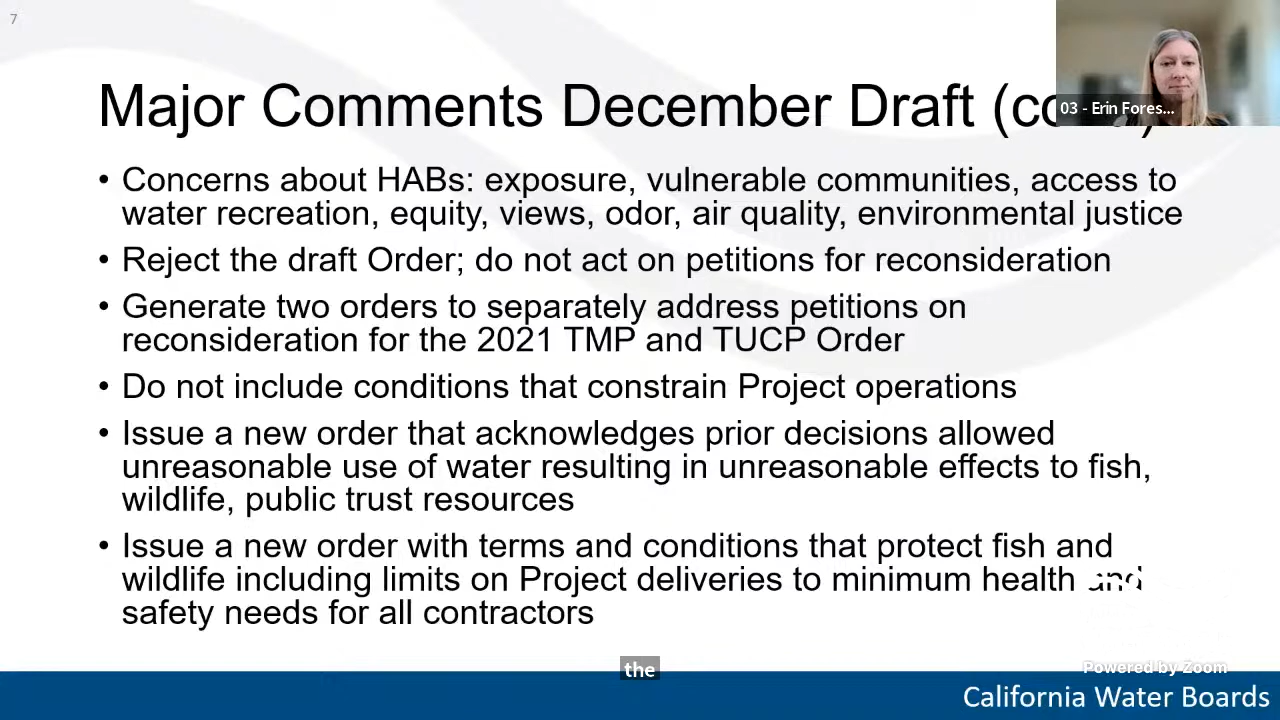 7
Major Comments December Draft
03 - Erin Fores...
• Concerns about HABs: exposure, vulnerable communities, access to
water recreation, equity, views, odor, air quality, environmental justice
• Reject the draft Order; do not act on petitions for reconsideration
• Generate two orders to separately address petitions on
reconsideration for the 2021 TMP and TUCP Order
• Do not include conditions that constrain Project operations
• Issue a new order that acknowledges prior decisions allowed
unreasonable use of water resulting in unreasonable effects to fish,
wildlife, public trust resources
• Issue a new order with terms and conditions that protect fish and
wildlife including limits on Project deliveries to minimum health and
safety needs for all contractors
the
Powered by Zoom
California Water Boards